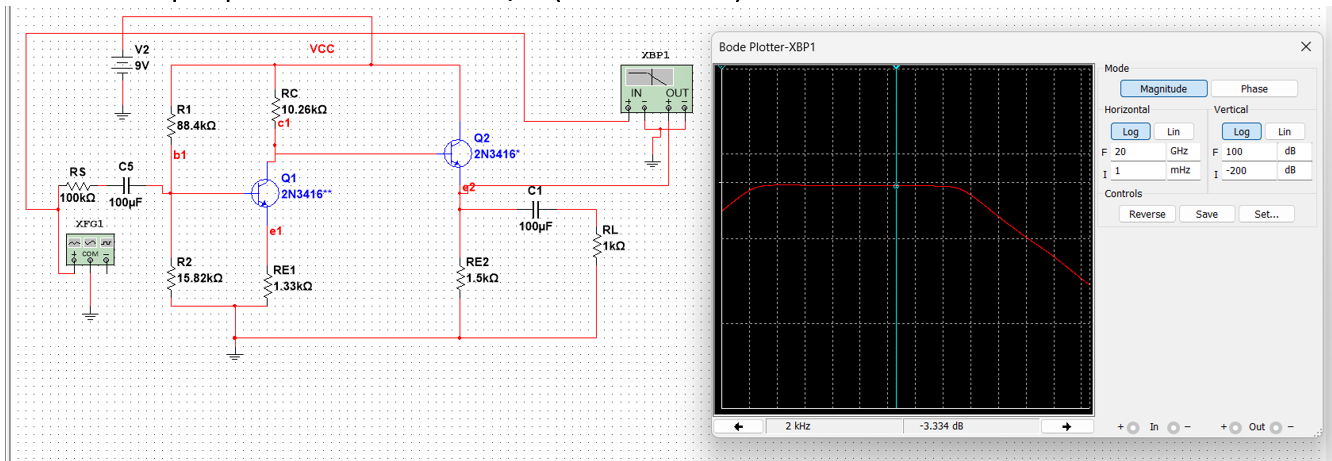 V2
9V
VCC
R1
88.4kΩ
b1
RC
10.26kΩ
c1
Q2
2N3416*
RS
100kΩ
C5
100µF
Q1
2N3416**
e1
e2
C1
100µF
RL
1kΩ
XFG1
COM
R2
15.82kΩ
RE1
1.33kΩ
RE2
1.5kΩ
XBP1
IN OUT
Bode Plotter-XBP1
Mode
Magnitude Phase
Horizontal Vertical
Log Lin Log Lin
F 20 GHz F 100 dB
I 1 mHz I -200 dB
Controls
Reverse Save Set...
2 kHz -3.334 dB
+ In − + Out −